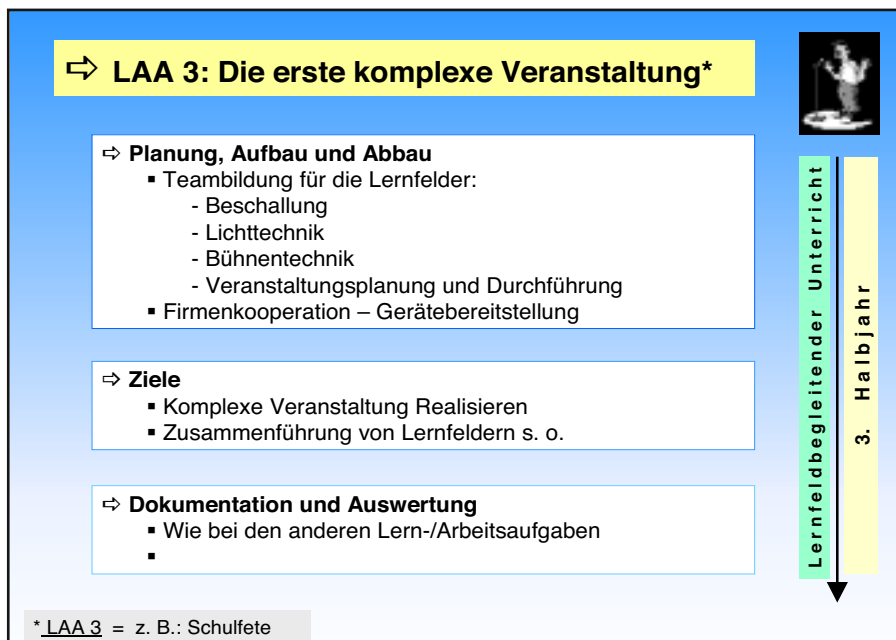 ⇨ LAA 3: Die erste komplexe Veranstaltung*
⇨ Planung, Aufbau und Abbau
▪ Teambildung für die Lernfelder:
- Beschallung
- Lichttechnik
- Bühnentechnik
- Veranstaltungsplanung und Durchführung
▪ Firmenkooperation – Gerätebereitstellung
⇨ Ziele
▪ Komplexe Veranstaltung Realisieren
▪ Zusammenführung von Lernfeldern s. o.
⇨ Dokumentation und Auswertung
▪ Wie bei den anderen Lern-/Arbeitsaufgaben
▪
Lernfeldbegleitender Unterricht
3. Halbjahr
* LAA 3 = z. B.: Schulfete